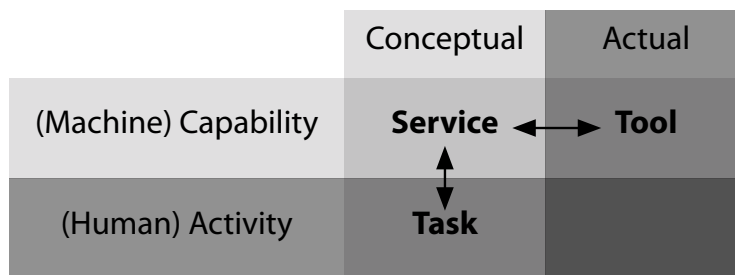 Conceptual Actual
(Machine) Capability Service Tool
(Human) Activity Task